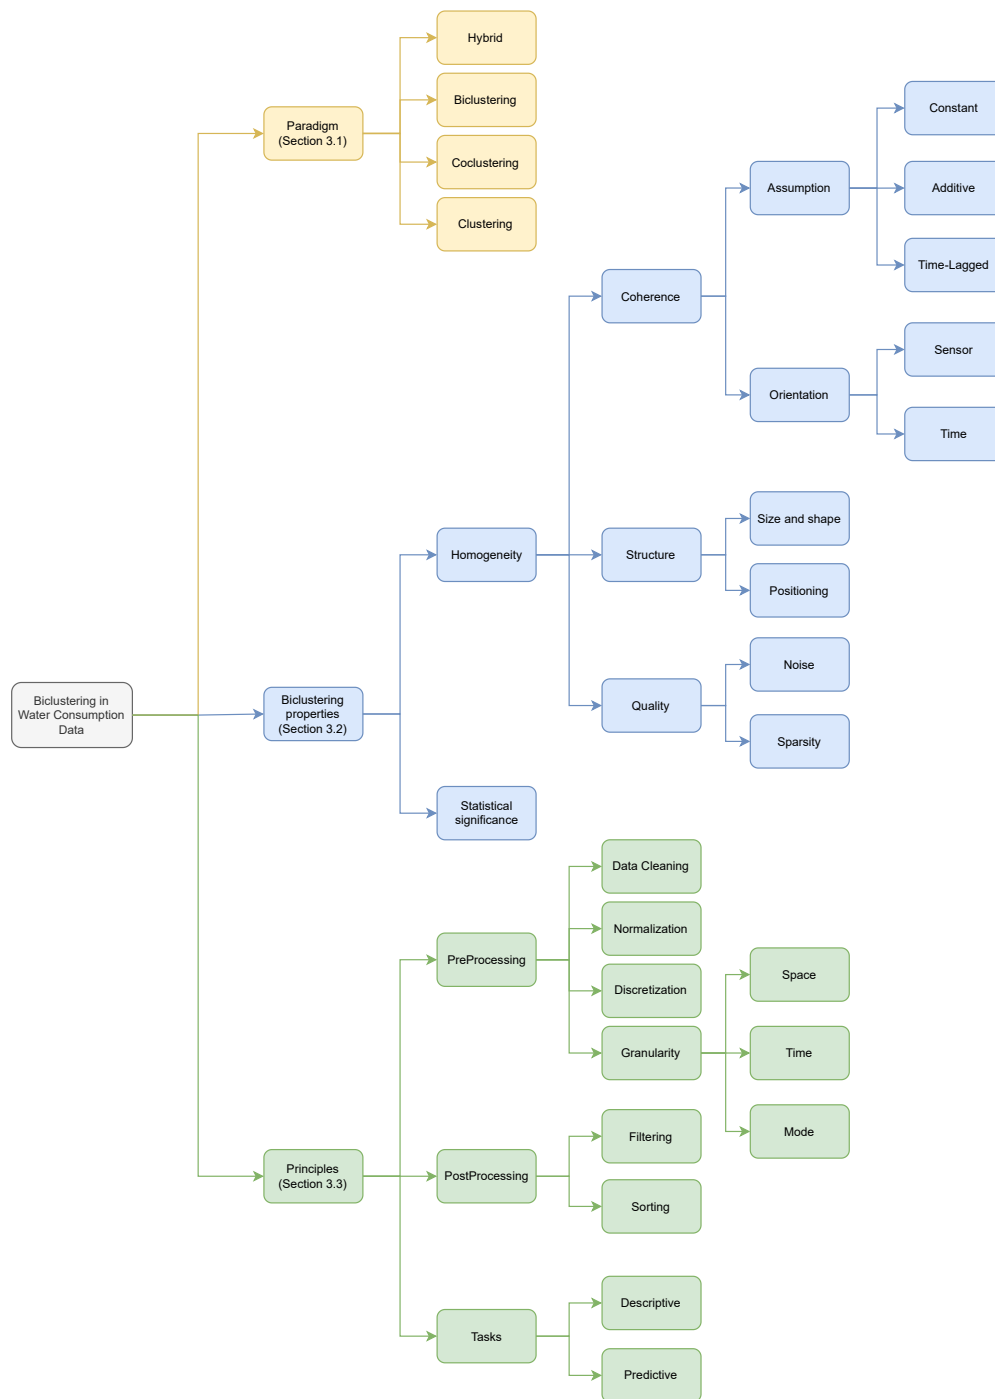 Biclustering in
Water Consumption
Data
Paradigm
(Section 3.1)
Hybrid
Biclustering
Coclustering
Clustering
Biclustering
properties
(Section 3.2)
Homogeneity
Coherence
Assumption
Constant
Additive
Time-Lagged
Orientation
Sensor
Time
Structure
Size and shape
Positioning
Quality
Noise
Sparsity
Statistical
significance
Principles
(Section 3.3)
PreProcessing
Data Cleaning
Normalization
Discretization
Granularity
Space
Time
Mode
PostProcessing
Filtering
Sorting
Tasks
Descriptive
Predictive